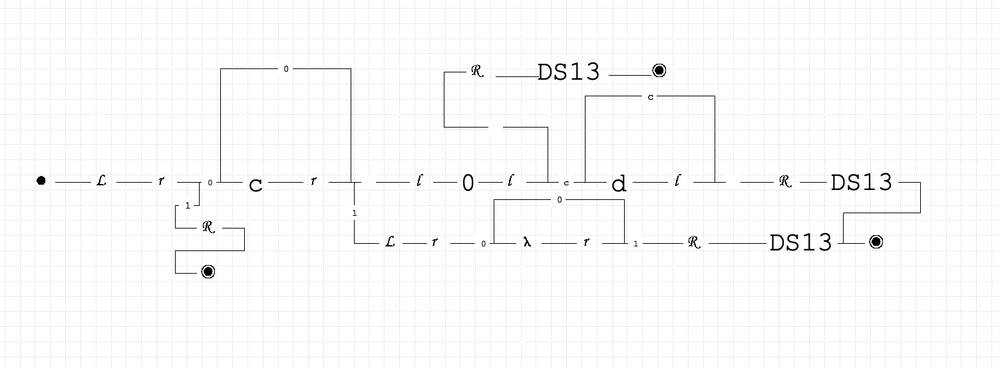 0
R DS13
c
L r 0 c r l 0 l c d l R DS13
0
1
1
R
L r 0 λ r 1 R DS13